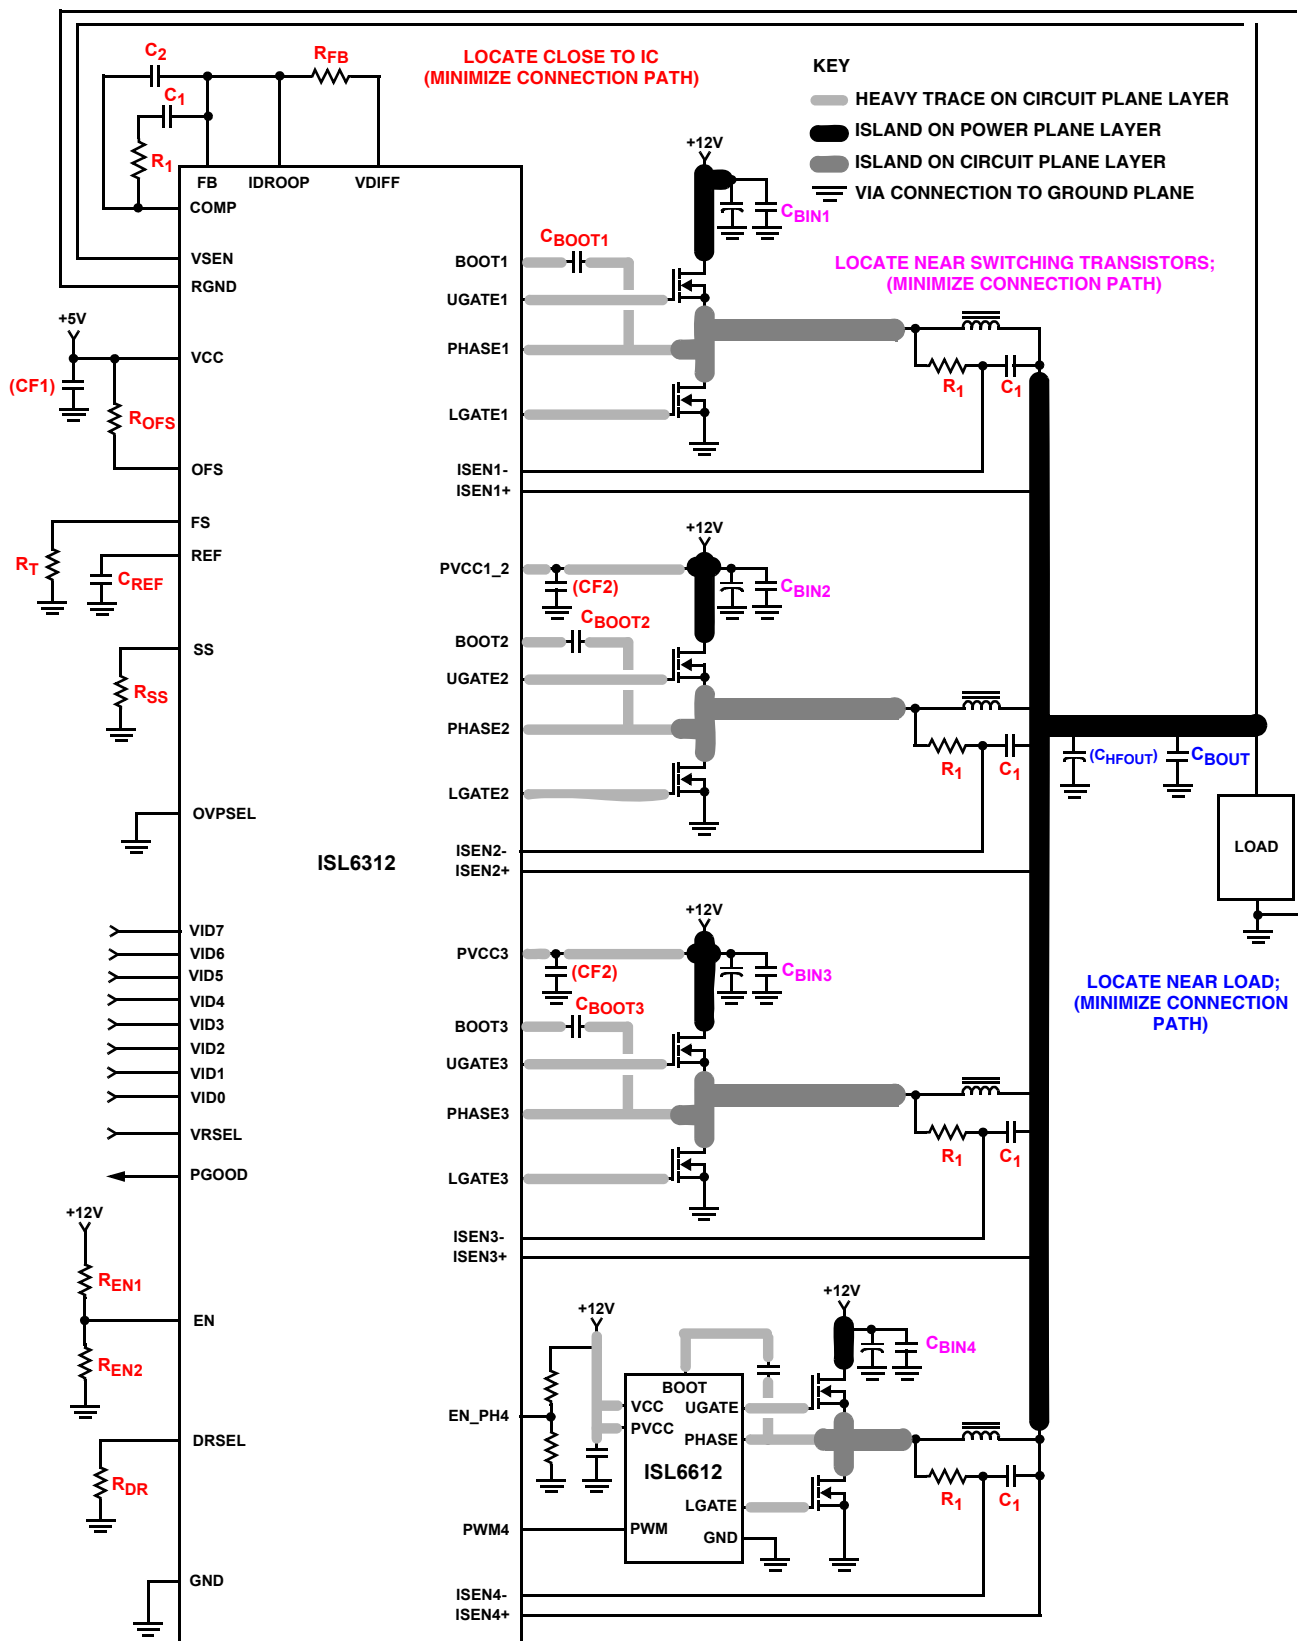 C2
RFB
LOCATE CLOSE TO IC
(MINIMIZE CONNECTION PATH)
KEY
HEAVY TRACE ON CIRCUIT PLANE LAYER
ISLAND ON POWER PLANE LAYER
ISLAND ON CIRCUIT PLANE LAYER
VIA CONNECTION TO GROUND PLANE
C1
R1
FB
IDROOP
VDIFF
COMP
VSEN
RGND
+5V
VCC
(CF1)
ROFS
OFS
FS
REF
RT
CREF
SS
RSS
OVPSEL
ISL6312
VID7
VID6
VID5
VID4
VID3
VID2
VID1
VID0
VRSEL
PGOOD
+12V
REN1
EN
REN2
DRSEL
RDR
GND
+12V
CBIN1
CBOOT1
BOOT1
UGATE1
PHASE1
LGATE1
ISEN1-
ISEN1+
R1
C1
LOCATE NEAR SWITCHING TRANSISTORS;
(MINIMIZE CONNECTION PATH)
+12V
PVCC1_2
(CF2)
CBIN2
CBOOT2
BOOT2
UGATE2
PHASE2
LGATE2
ISEN2-
ISEN2+
R1
C1
(CHFOUT)
CBOUT
LOAD
+12V
PVCC3
(CF2)
CBIN3
CBOOT3
BOOT3
UGATE3
PHASE3
LGATE3
ISEN3-
ISEN3+
R1
C1
LOCATE NEAR LOAD;
(MINIMIZE CONNECTION
PATH)
+12V
+12V
CBIN4
EN_PH4
BOOT
VCC
UGATE
PVCC
PHASE
ISL6612
LGATE
PWM
GND
PWM4
R1
C1
ISEN4-
ISEN4+